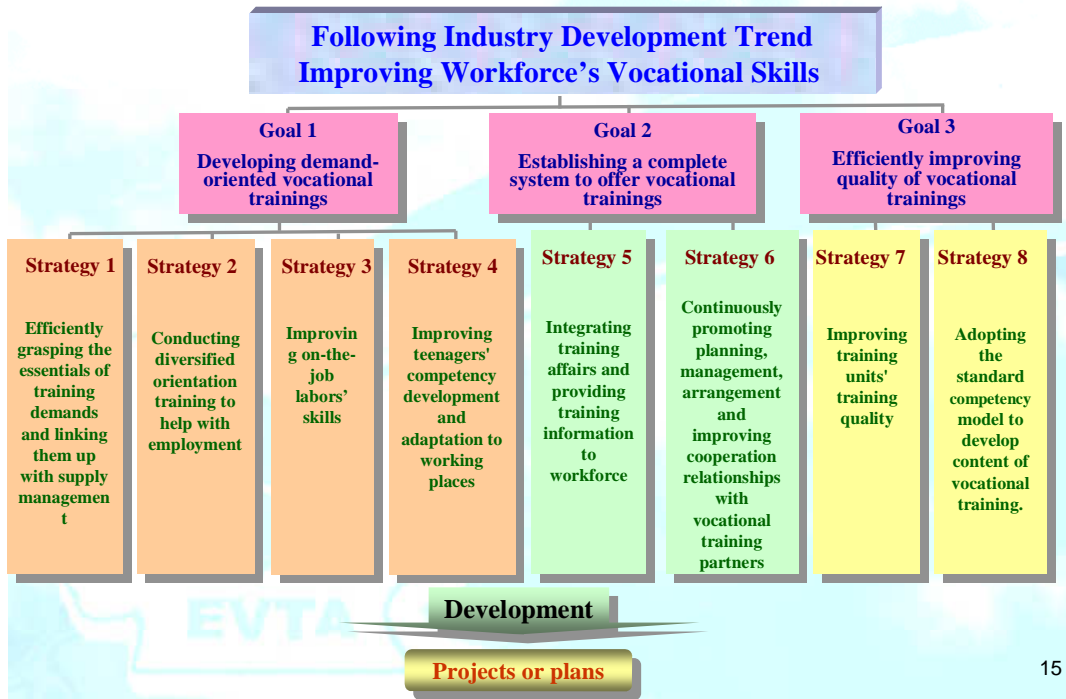 Following Industry Development Trend
Improving Workforce's Vocational Skills
Goal 1
Developing demand-
oriented vocational
trainings
Goal 2
Establishing a complete
system to offer vocational
trainings
Goal 3
Efficiently improving
quality of vocational
trainings
Strategy 1
Efficiently
grasping the
essentials of
training
demands
and linking
them up
with supply
managemen
t
Strategy 2
Conducting
diversified
orientation
training to
help with
employment
Strategy 3
Improvin
g on-the-
job
labors’
skills
Strategy 4
Improving
teenagers'
competency
development
and
adaptation to
working
places
Strategy 5
Integrating
training
affairs and
providing
training
information
to
workforce
Strategy 6
Continuously
promoting
planning,
management,
arrangement
and
improving
cooperation
relationships
with
vocational
training
partners
Strategy 7
Improving
training
units'
training
quality
Strategy 8
Adopting
the
standard
competency
model to
develop
content of
vocational
training.
EVTA
Development
Projects or plans
15